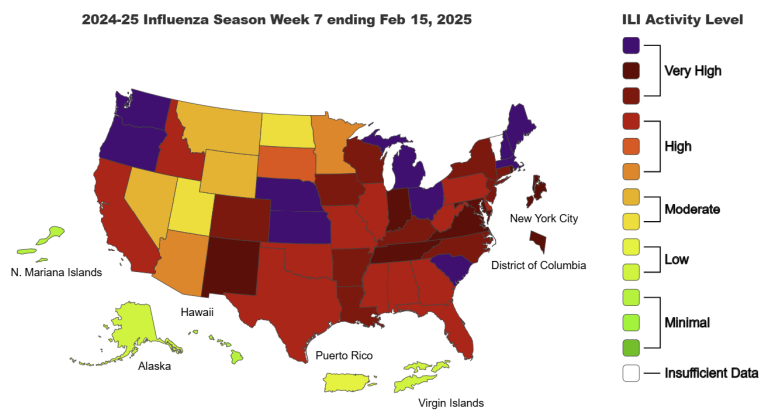 2024-25 Influenza Season Week 7 ending Feb 15, 2025
ILI Activity Level
Very High
High
Moderate
Low
Minimal
Insufficient Data
New York City
District of Columbia
N. Mariana Islands
Hawaii
Alaska
Puerto Rico
Virgin Islands